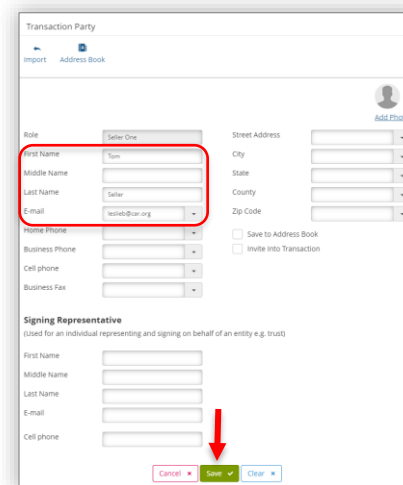 Transaction Party
Import Address Book
Add Pho
Role Seller One Street Address
First Name Tom City
Middle Name State
Last Name Seller County
E-mail leslieb@car.org Zip Code
Home Phone Save to Address Book
Business Phone Invite Into Transaction
Cell phone
Business Fax
Signing Representative
(Used for an individual representing and signing on behalf of an entity e.g. trust)
First Name
Middle Name
Last Name
E-mail
Cell phone
Cancel × Save ✓ Clear ×